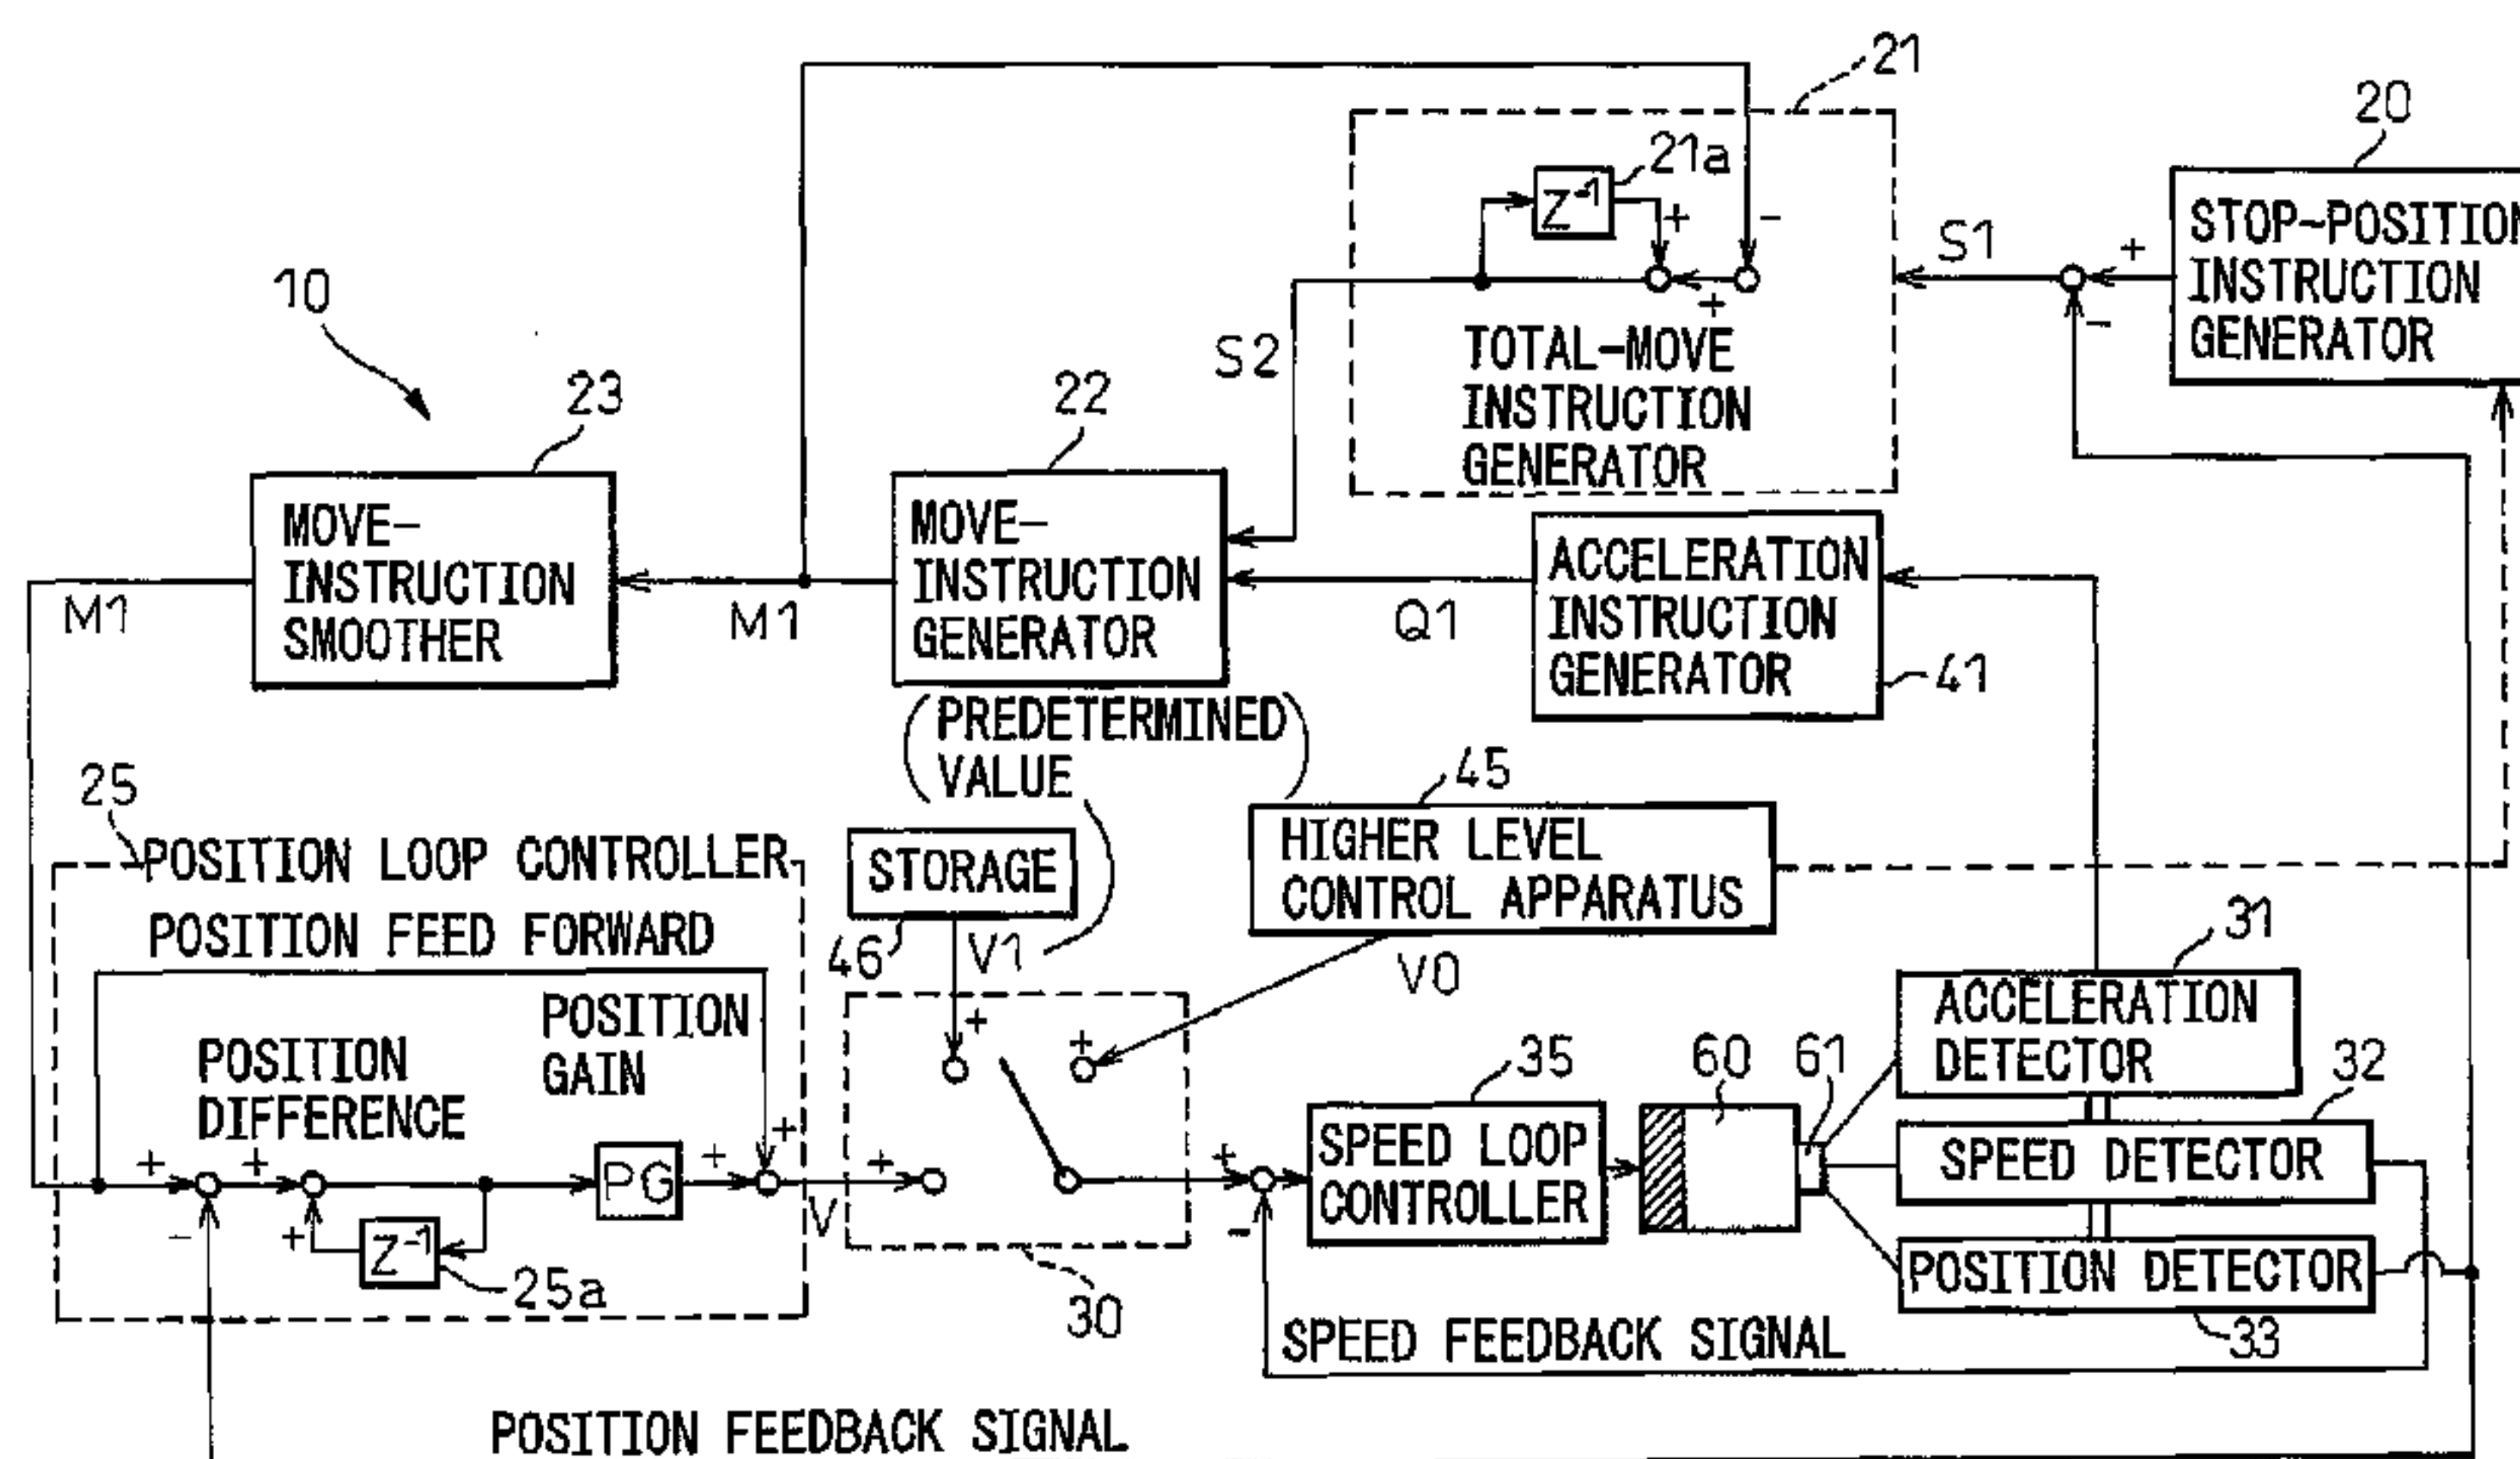 21
20
21a
Z-1
+
-
S1
+
STOP-POSITION
INSTRUCTION
GENERATOR
+
-
10
S2
TOTAL-MOVE
INSTRUCTION
GENERATOR
23
22
MOVE-
INSTRUCTION
SMOOTHER
MOVE-
INSTRUCTION
GENERATOR
ACCELERATION
INSTRUCTION
GENERATOR
M1
M1
Q1
41
(PREDETERMINED)
VALUE
25
45
POSITION LOOP CONTROLLER
STORAGE
HIGHER LEVEL
CONTROL APPARATUS
POSITION FEED FORWARD
46
V1
V0
31
POSITION
GAIN
+
+
ACCELERATION
DETECTOR
POSITION
DIFFERENCE
35
60
61
32
+
+
PG
+
+
V
+
+
SPEED LOOP
CONTROLLER
SPEED DETECTOR
-
+
Z-1
25a
-
POSITION DETECTOR
30
33
SPEED FEEDBACK SIGNAL
POSITION FEEDBACK SIGNAL